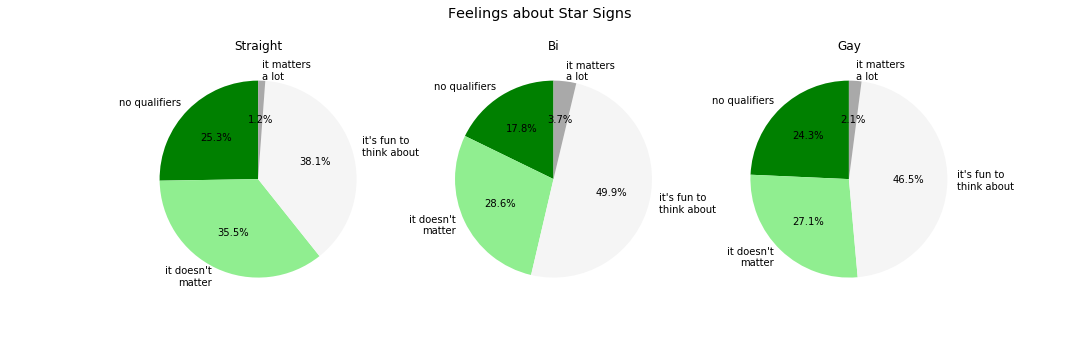 Feelings about Star Signs
Straight
it matters
a lot
no qualifiers
1.2%
25.3%
38.1%
it's fun to
think about
35.5%
it doesn't
matter
Bi
it matters
a lot
no qualifiers
3.7%
17.8%
49.9%
it's fun to
think about
28.6%
it doesn't
matter
Gay
it matters
a lot
no qualifiers
2.1%
24.3%
46.5%
it's fun to
think about
27.1%
it doesn't
matter